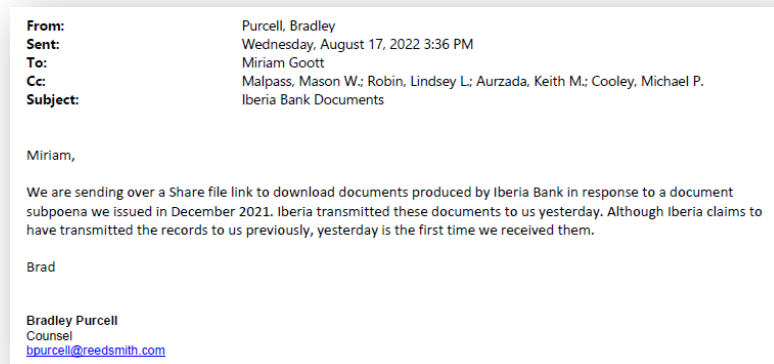 From: Purcell, Bradley
Sent: Wednesday, August 17, 2022 3:36 PM
To: Miriam Goott
Cc: Malpass, Mason W.; Robin, Lindsey L.; Aurzada, Keith M.; Cooley, Michael P.
Subject: Iberia Bank Documents
Miriam,
We are sending over a Share file link to download documents produced by Iberia Bank in response to a document
subpoena we issued in December 2021. Iberia transmitted these documents to us yesterday. Although Iberia claims to
have transmitted the records to us previously, yesterday is the first time we received them.
Brad
Bradley Purcell
Counsel
bpurcell@reedsmith.com